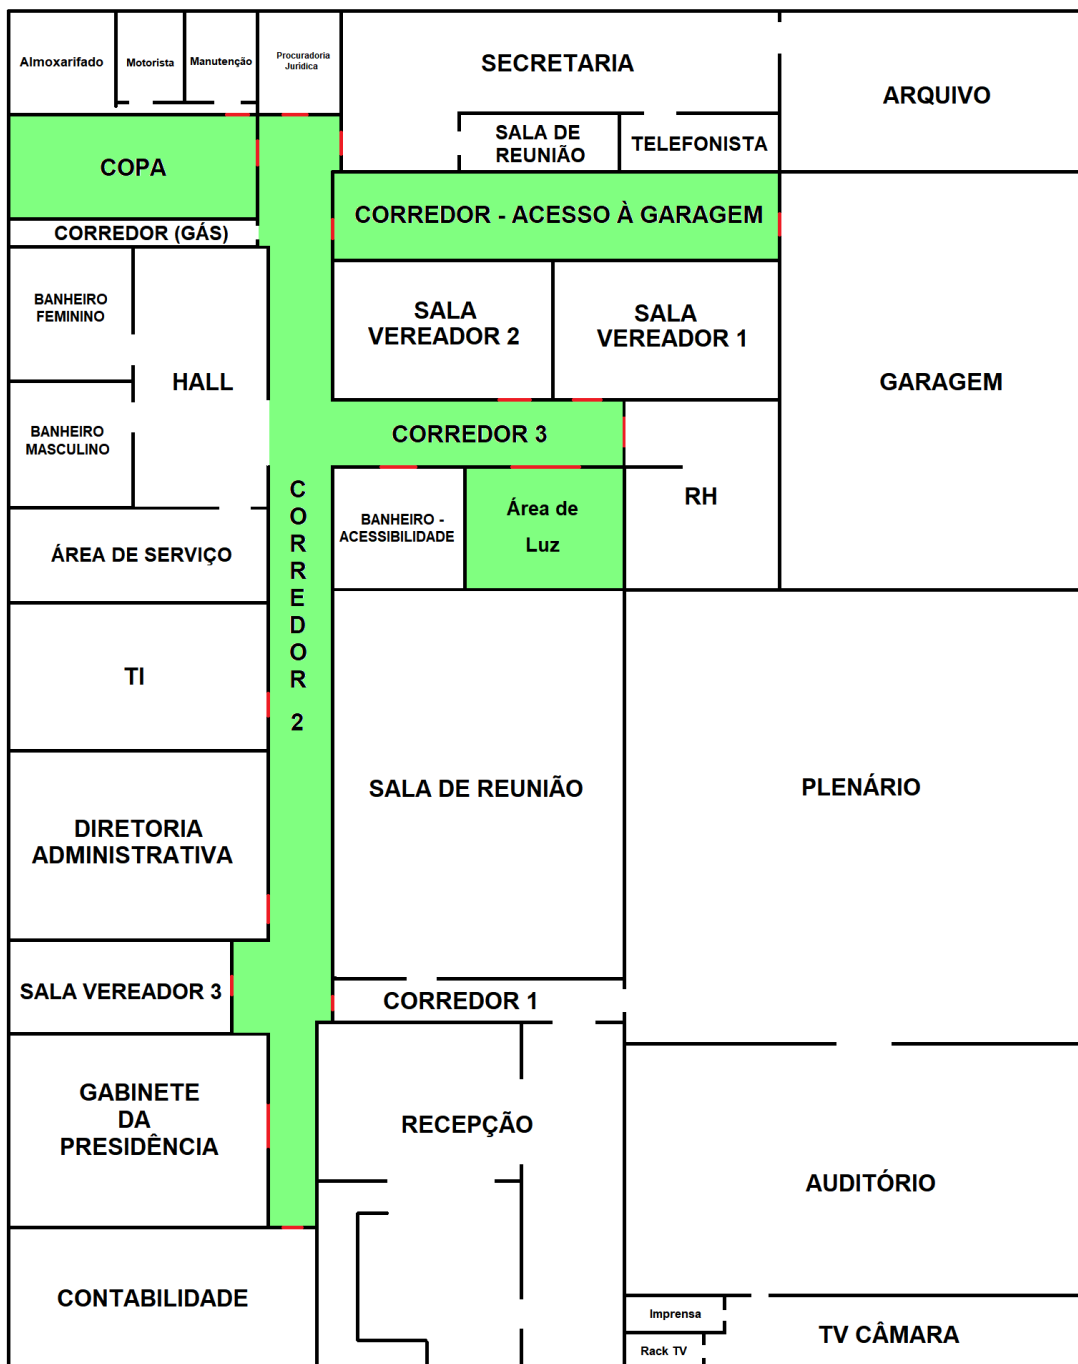 Almoxarifado
Motorista
Manutenção
Procuradoria
Jurídica
SECRETARIA
ARQUIVO
SALA DE
REUNIÃO
TELEFONISTA
COPA
CORREDOR - ACESSO À GARAGEM
CORREDOR (GÁS)
BANHEIRO
FEMININO
SALA
VEREADOR 2
SALA
VEREADOR 1
HALL
GARAGEM
BANHEIRO
MASCULINO
CORREDOR 3
RH
C
O
R
R
E
D
O
R
2
BANHEIRO -
ACESSIBILIDADE
Área de
Luz
ÁREA DE SERVIÇO
TI
SALA DE REUNIÃO
PLENÁRIO
DIRETORIA
ADMINISTRATIVA
SALA VEREADOR 3
CORREDOR 1
GABINETE
DA
PRESIDÊNCIA
RECEPÇÃO
AUDITÓRIO
CONTABILIDADE
Imprensa
TV CÂMARA
Rack TV